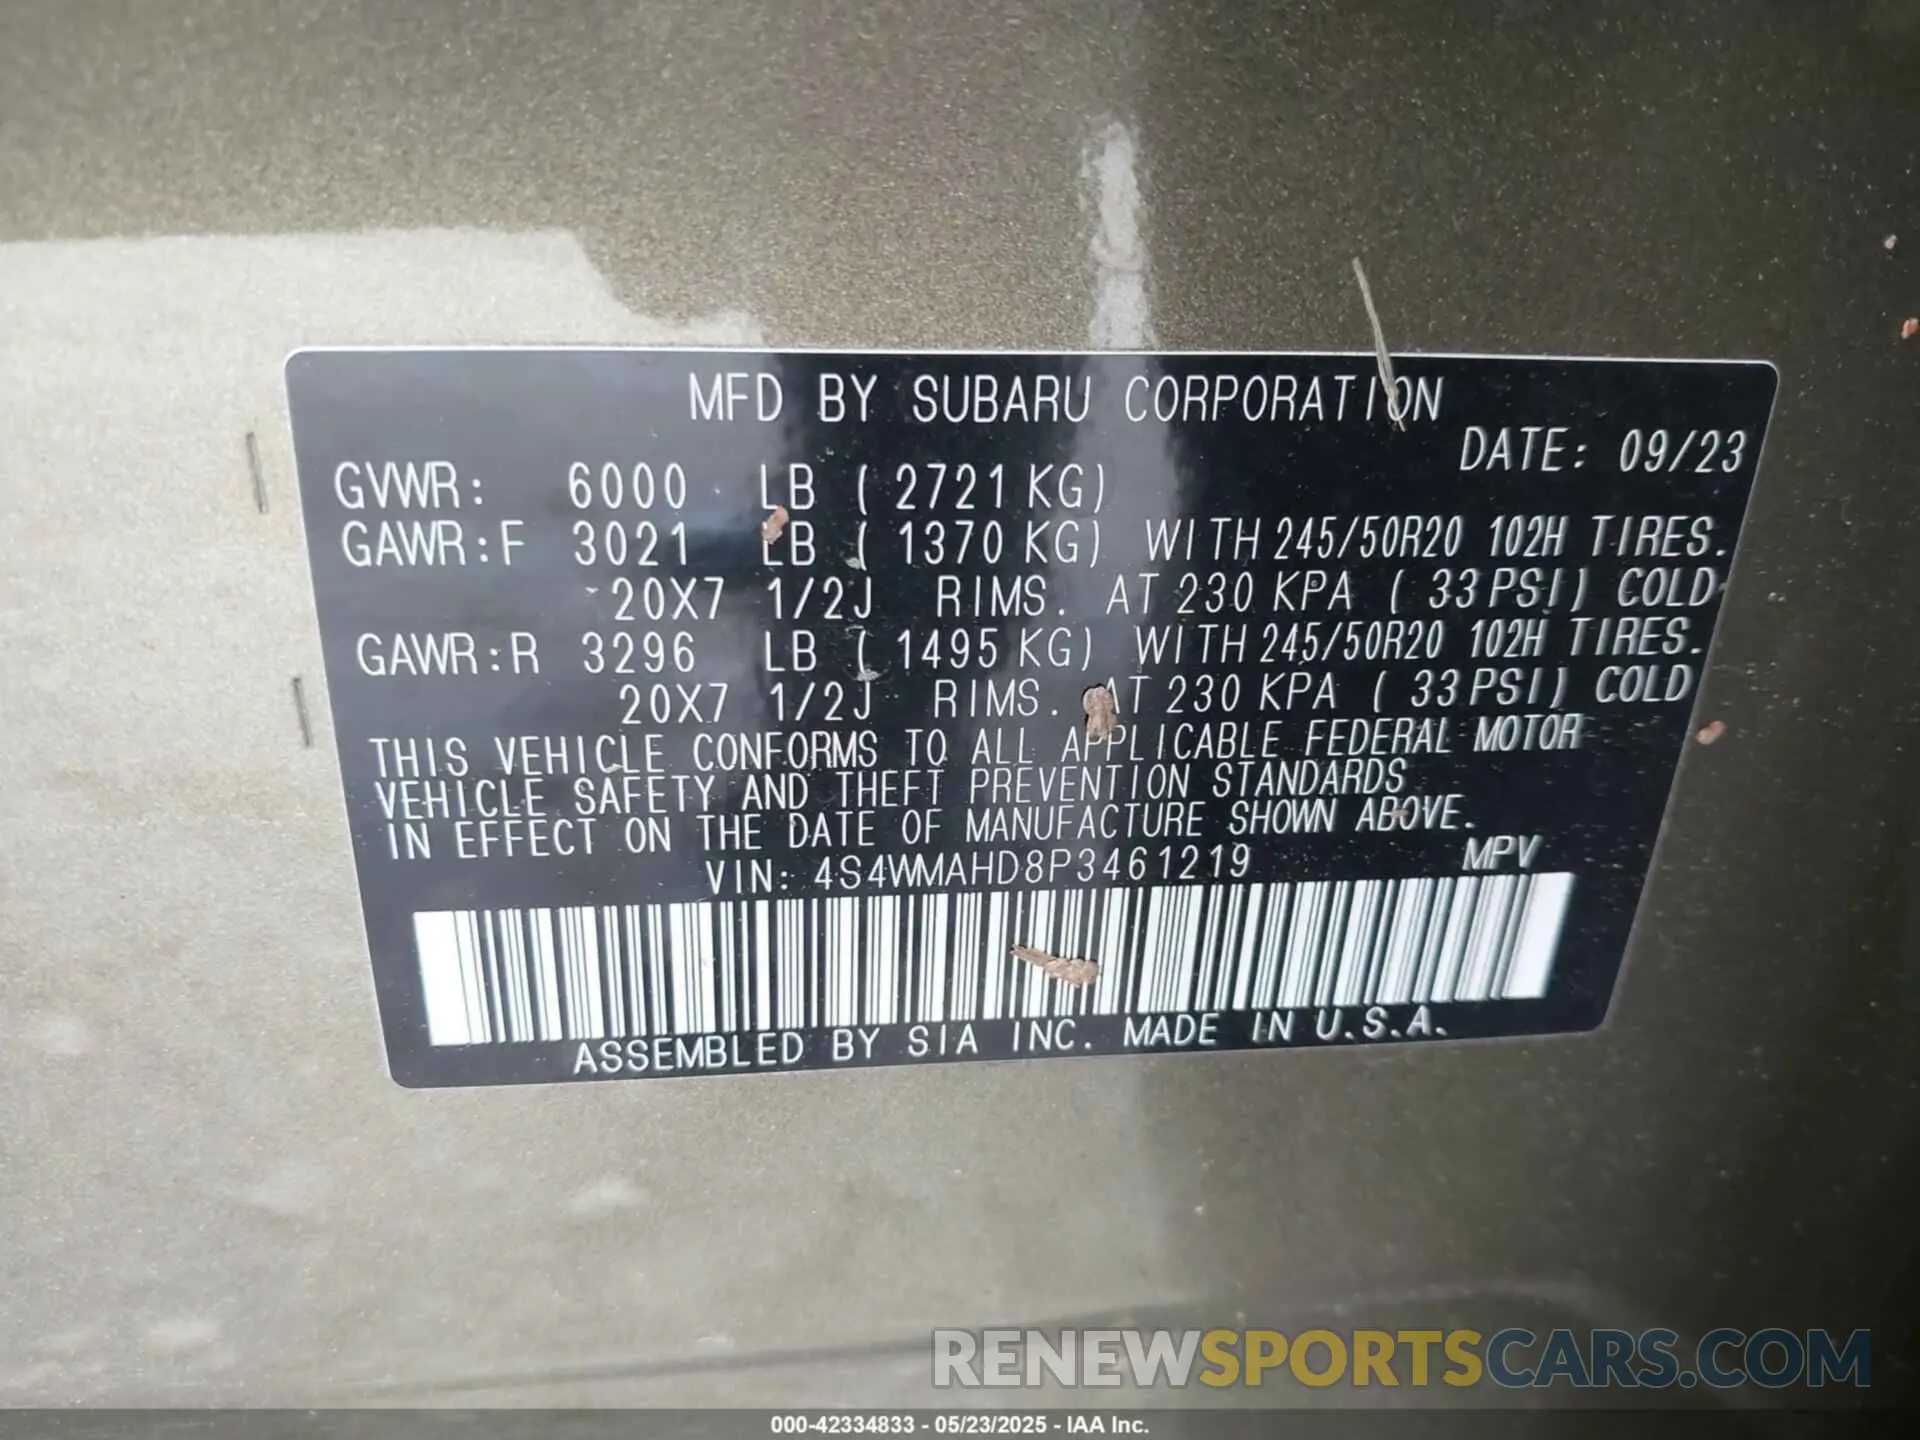 MFD BY SUBARU CORPORATION
DATE: 09/23
GVWR: 6000 LB ( 2721 KG)
GAWR:F 3021 LB ( 1370 KG) WITH 245/50R20 102H TIRES.
20X7 1/2J RIMS. AT 230 KPA ( 33 PSI) COLD
GAWR:R 3296 LB ( 1495 KG) WITH 245/50R20 102H TIRES.
20X7 1/2J RIMS. AT 230 KPA ( 33 PSI) COLD
THIS VEHICLE CONFORMS TO ALL APPLICABLE FEDERAL MOTOR
VEHICLE SAFETY AND THEFT PREVENTION STANDARDS
IN EFFECT ON THE DATE OF MANUFACTURE SHOWN ABOVE.
VIN: 4S4WMAHD8P3461219 MPV
ASSEMBLED BY SIA INC. MADE IN U.S.A.
RENEWSPORTSCARS.COM
000-42334833 - 05/23/2025 - IAA Inc.